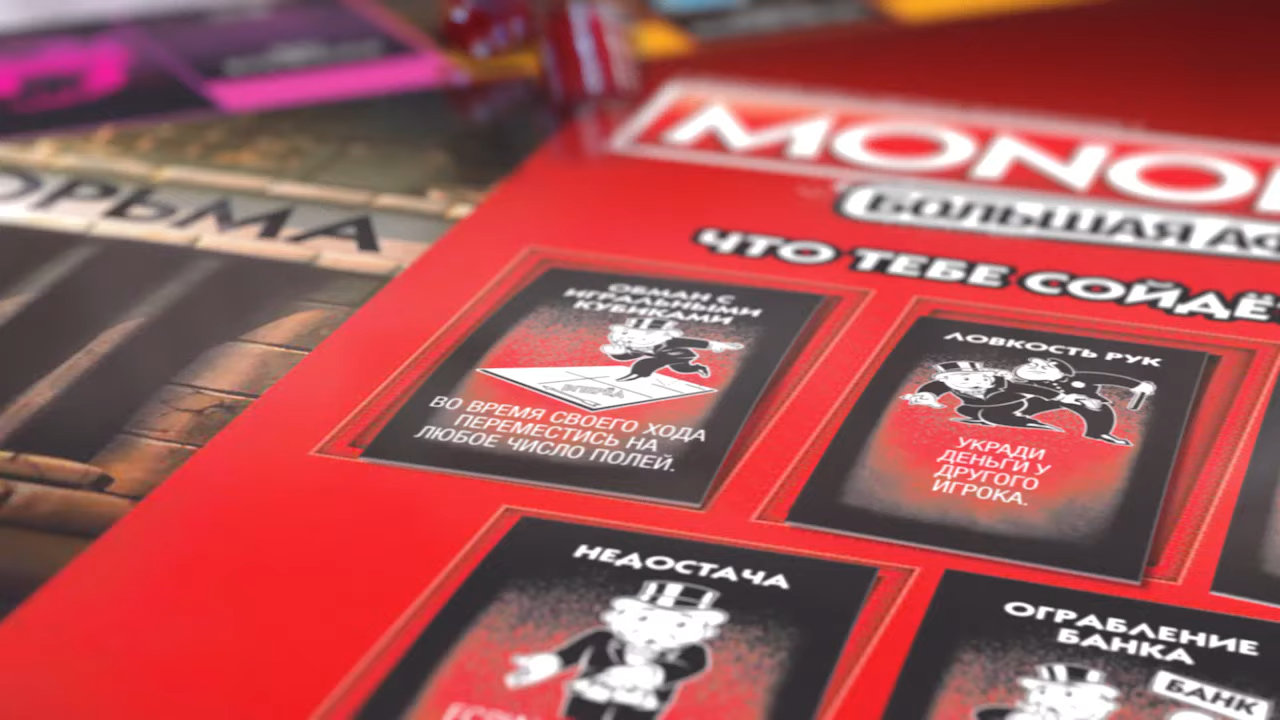 MONO
БОЛЬШАЯ
ЧТО ТЕБЕ СОЙДЁ
ОРЬМА
ОБМАН С
ИГРАЛЬНЫМИ
КУБИКАМИ
ВО ВРЕМЯ СВОЕГО ХОДА
ПЕРЕМЕСТИСЬ НА
ЛЮБОЕ ЧИСЛО ПОЛЕЙ.
ЛОВКОСТЬ РУК
УКРАДИ
ДЕНЬГИ У
ДРУГОГО
ИГРОКА.
НЕДОСТАЧА
ОГРАБЛЕНИЕ
БАНКА
БАНК